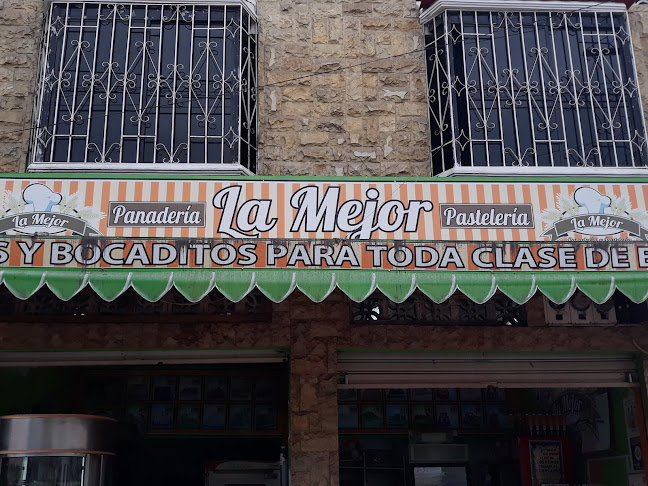 La Mejor
Panadería
La Mejor
Pastelería
La Mejor
S Y BOCADITOS PARA TODA CLASE DE